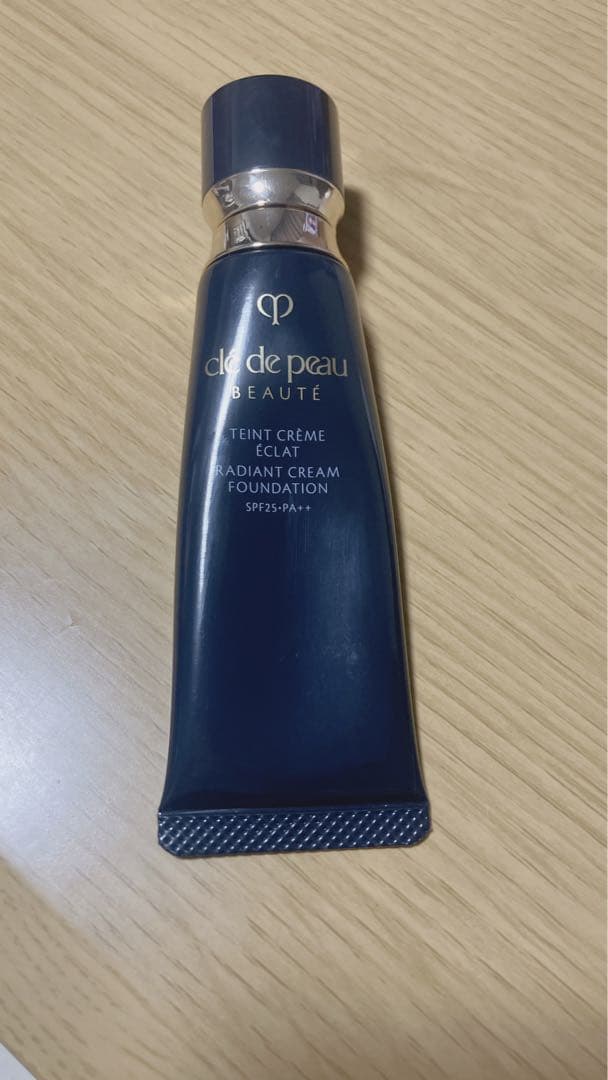 clé de peau
BEAUTÉ
TEINT CRÈME
ÉCLAT
RADIANT CREAM
FOUNDATION
SPF25•PA++